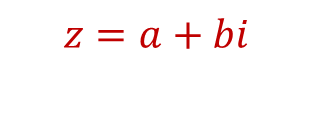 z = a + bi